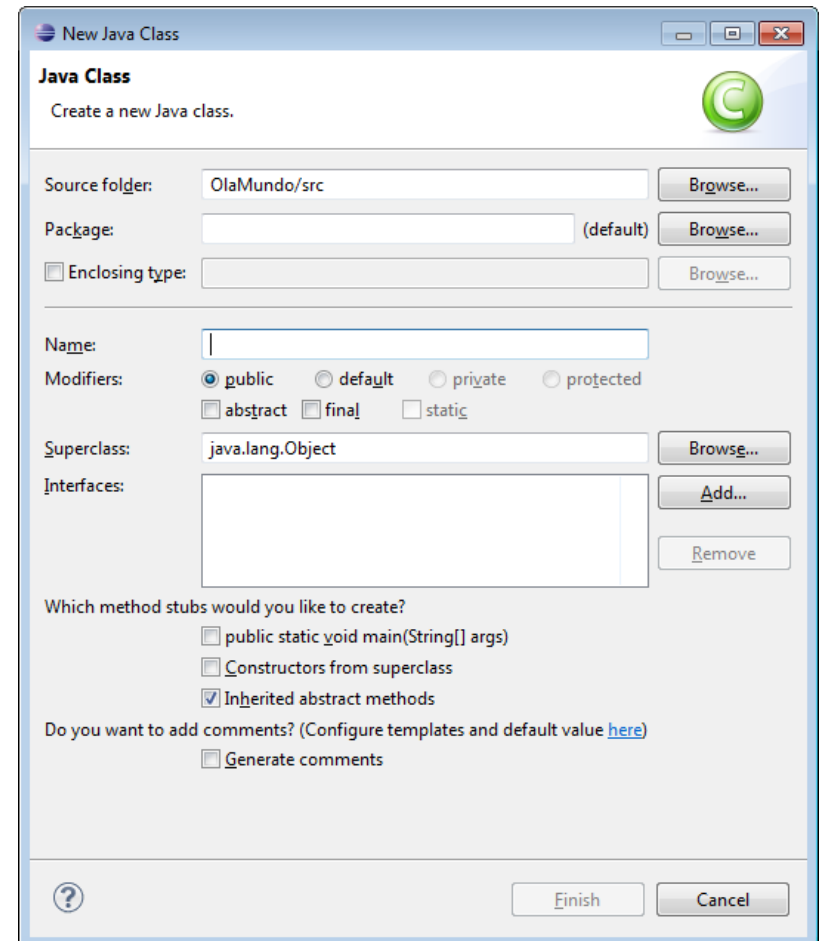 New Java Class
Java Class
Create a new Java class.
C
Source folder: OlaMundo/src Browse...
Package: (default) Browse...
Enclosing type: Browse...
Name:
Modifiers: public default private protected
abstract final static
Superclass: java.lang.Object Browse...
Interfaces: Add...
Remove
Which method stubs would you like to create?
public static void main(String[] args)
Constructors from superclass
Inherited abstract methods
Do you want to add comments? (Configure templates and default value here)
Generate comments
? Finish Cancel